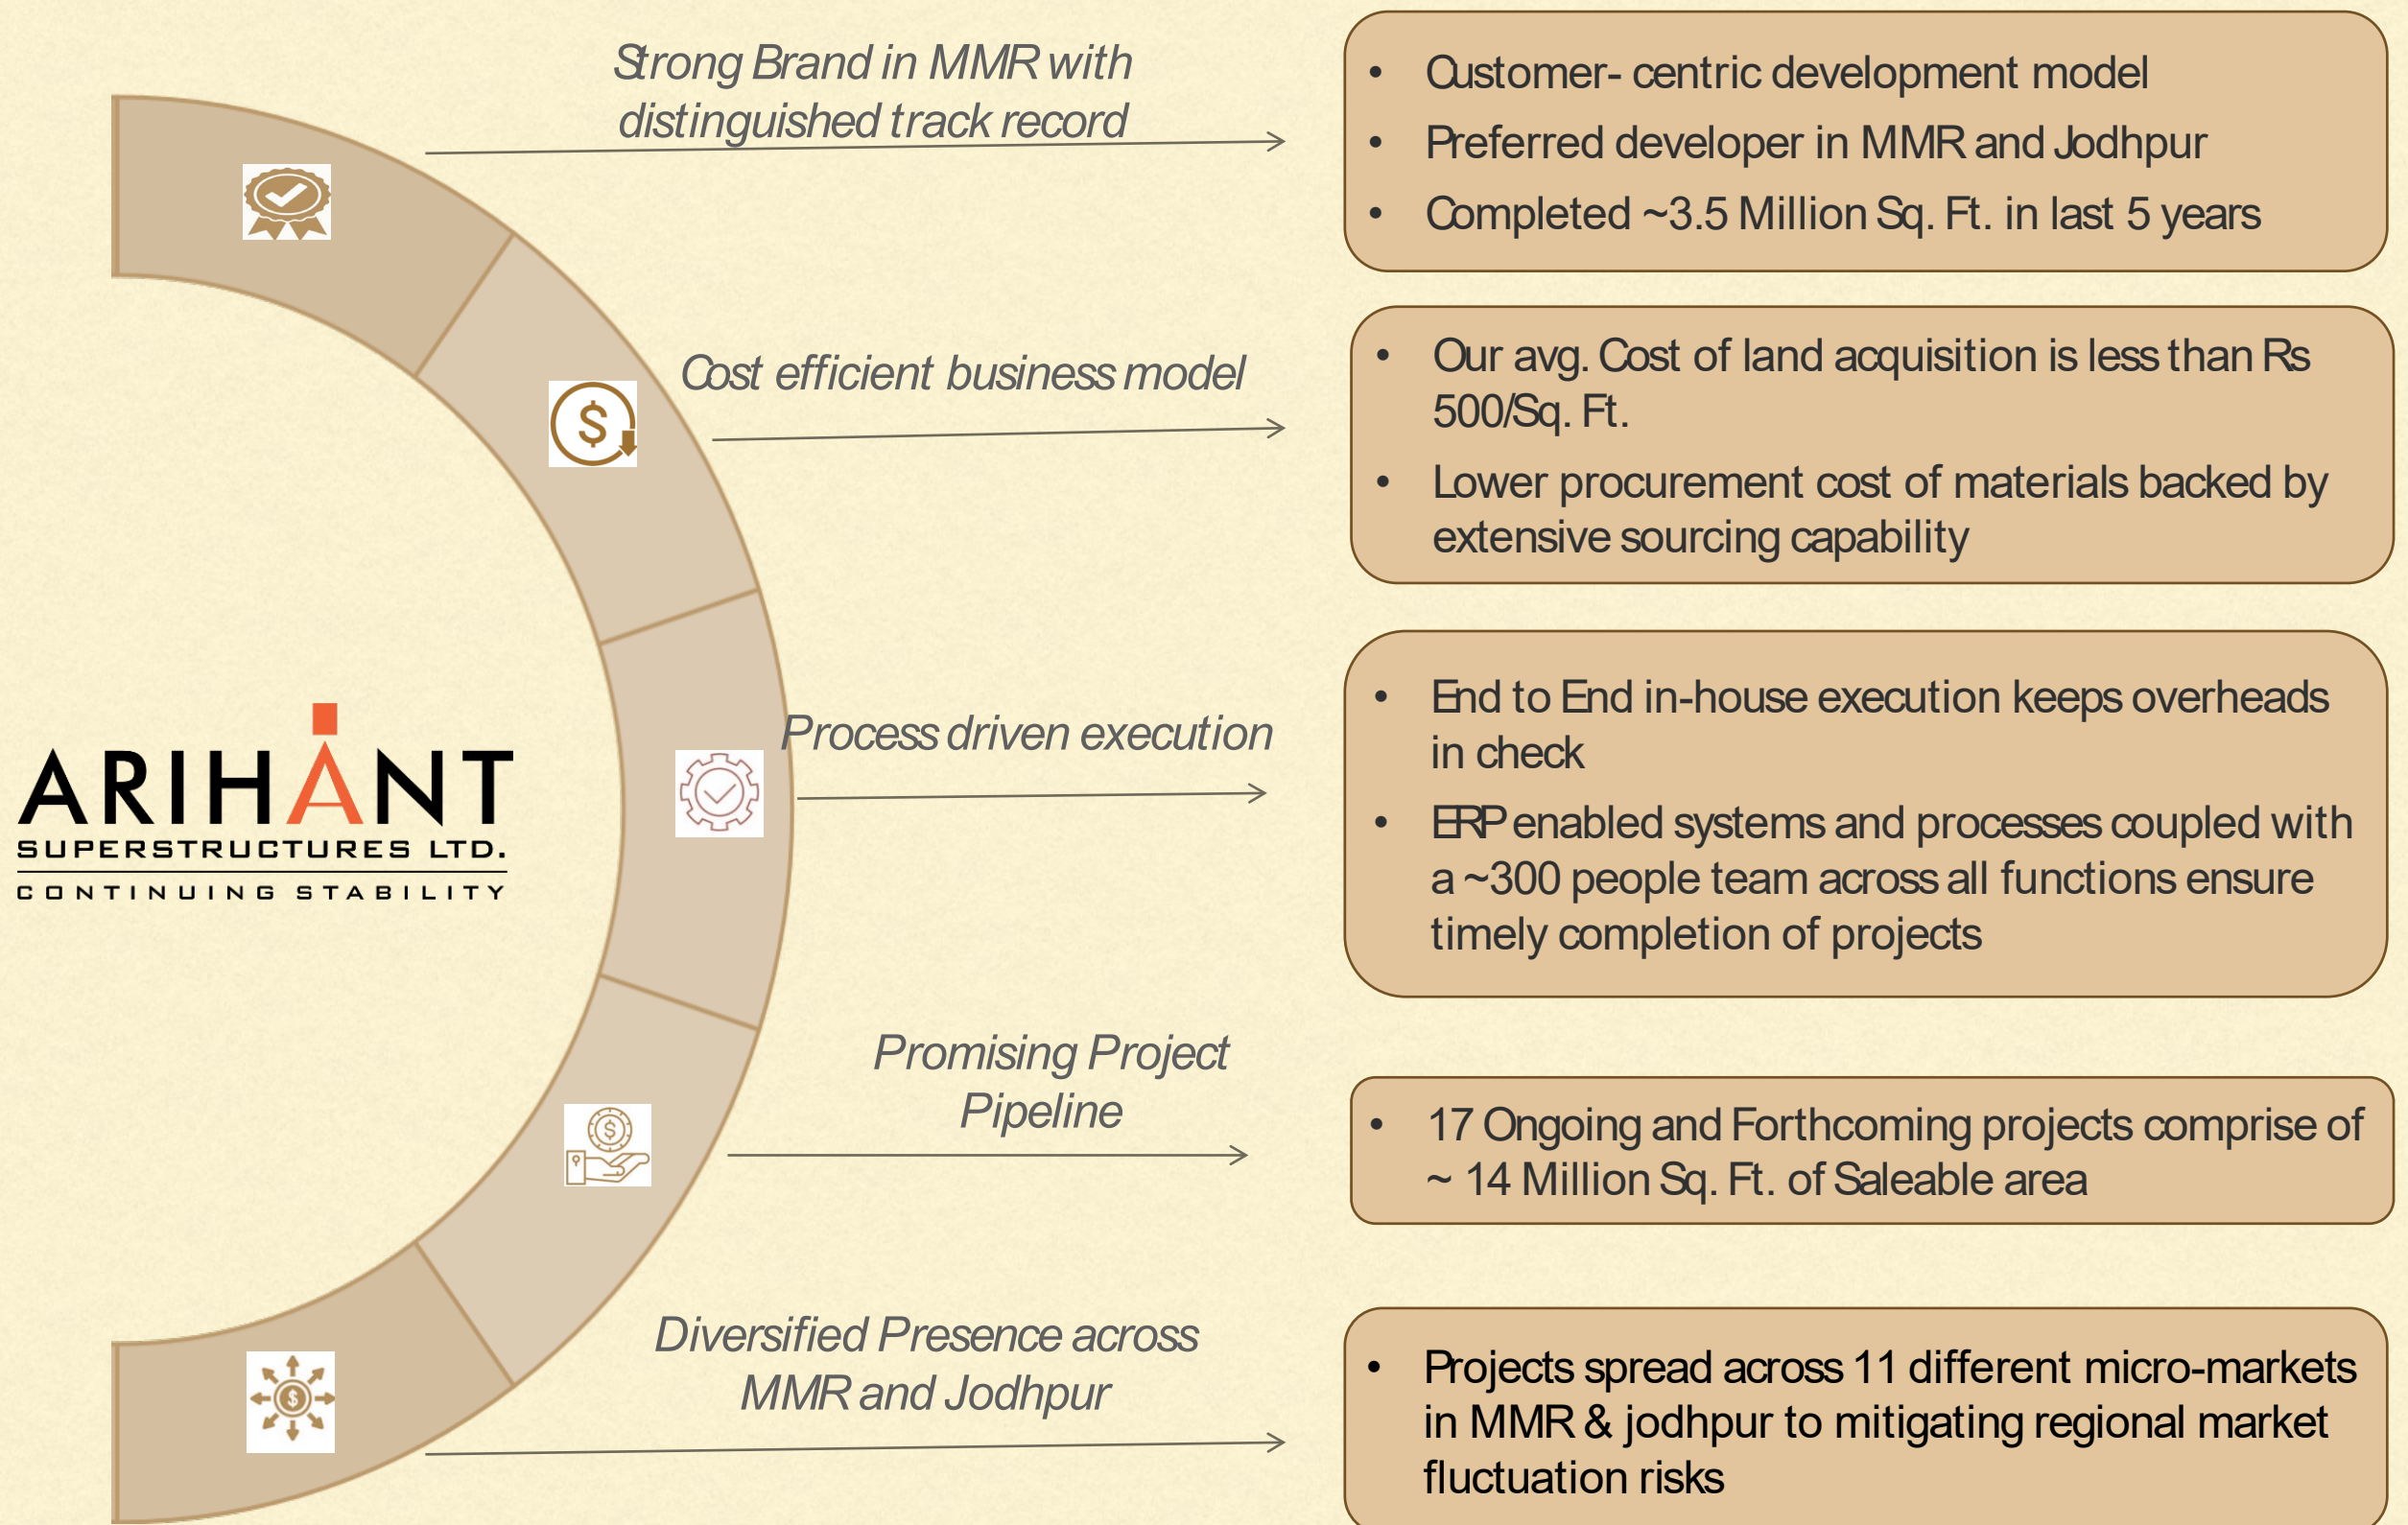 Strong Brand in MMR with
distinguished track record
• Customer- centric development model
• Preferred developer in MMR and Jodhpur
• Completed ~3.5 Million Sq. Ft. in last 5 years
Cost efficient business model
• Our avg. Cost of land acquisition is less than Rs
500/Sq. Ft.
• Lower procurement cost of materials backed by
extensive sourcing capability
ARIHANT
SUPERSTRUCTURES LTD.
CONTINUING STABILITY
Process driven execution
• End to End in-house execution keeps overheads
in check
• ERP enabled systems and processes coupled with
a ~300 people team across all functions ensure
timely completion of projects
Promising Project
Pipeline
• 17 Ongoing and Forthcoming projects comprise of
~ 14 Million Sq. Ft. of Saleable area
Diversified Presence across
MMR and Jodhpur
• Projects spread across 11 different micro-markets
in MMR & jodhpur to mitigating regional market
fluctuation risks